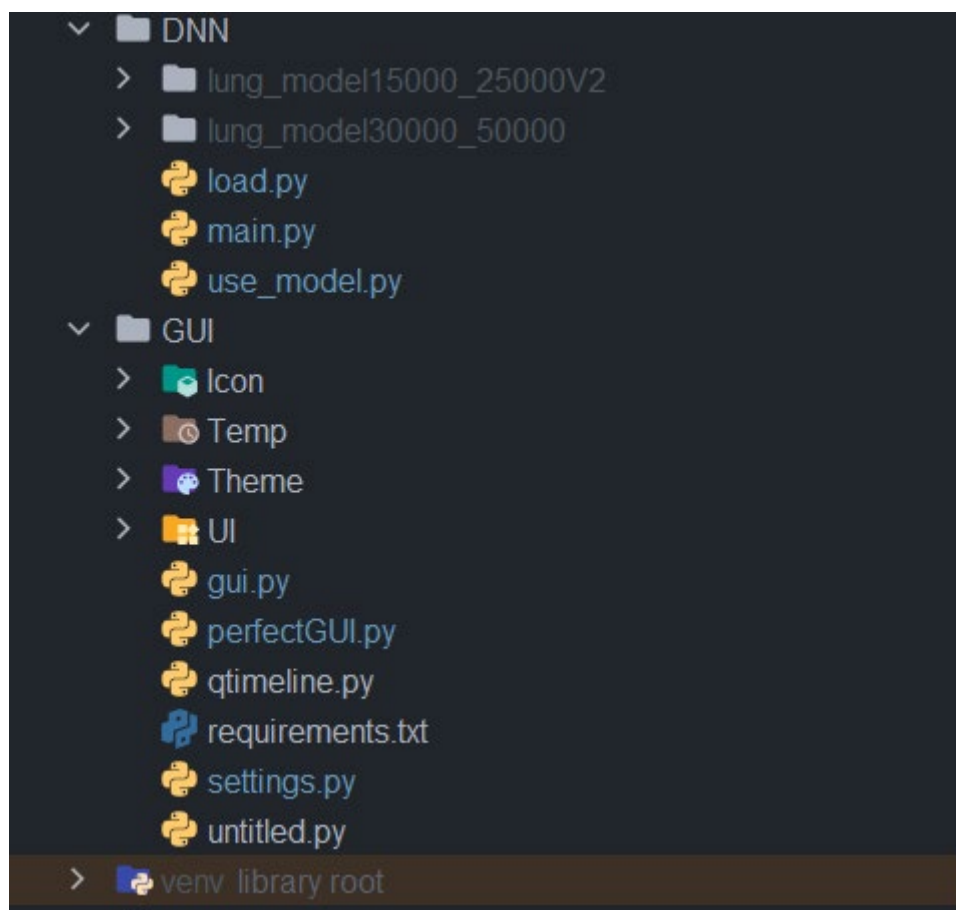 DNN
lung_model15000_25000V2
lung_model30000_50000
load.py
main.py
use_model.py
GUI
Icon
Temp
Theme
UI
gui.py
perfectGUI.py
qtimeline.py
requirements.txt
settings.py
untitled.py
venv library root